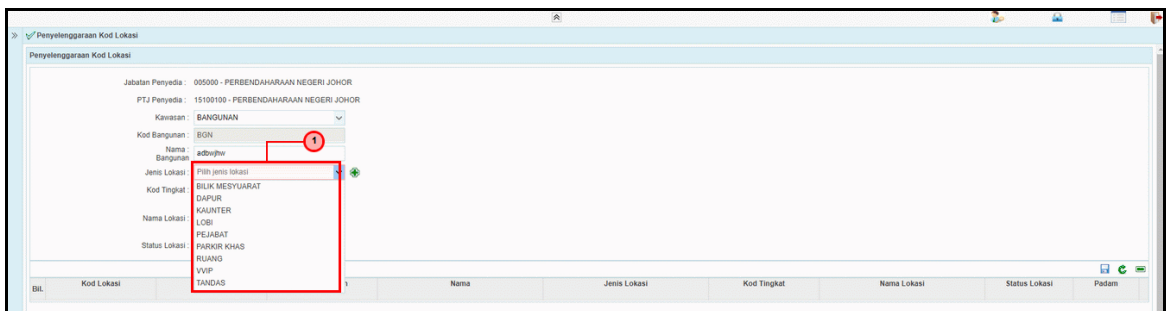 Penyelenggaraan Kod Lokasi
Penyelenggaraan Kod Lokasi
Jabatan Penyedia : 005000 - PERBENDAHARAAN NEGERI JOHOR
PTJ Penyedia : 15100100 - PERBENDAHARAAN NEGERI JOHOR
Kawasan : BANGUNAN
Kod Bangunan : BGN
1
Nama : Bangunan adbwjhw
Jenis Lokasi : Pilih jenis lokasi
BILIK MESYUARAT
Kod Tingkat :
DAPUR
KAUNTER
Nama Lokasi :
LOBI
PEJABAT
Status Lokasi :
PARKIR KHAS
RUANG
VVIP
TANDAS
Bil. Kod Lokasi Nama Jenis Lokasi Kod Tingkat Nama Lokasi Status Lokasi Padam